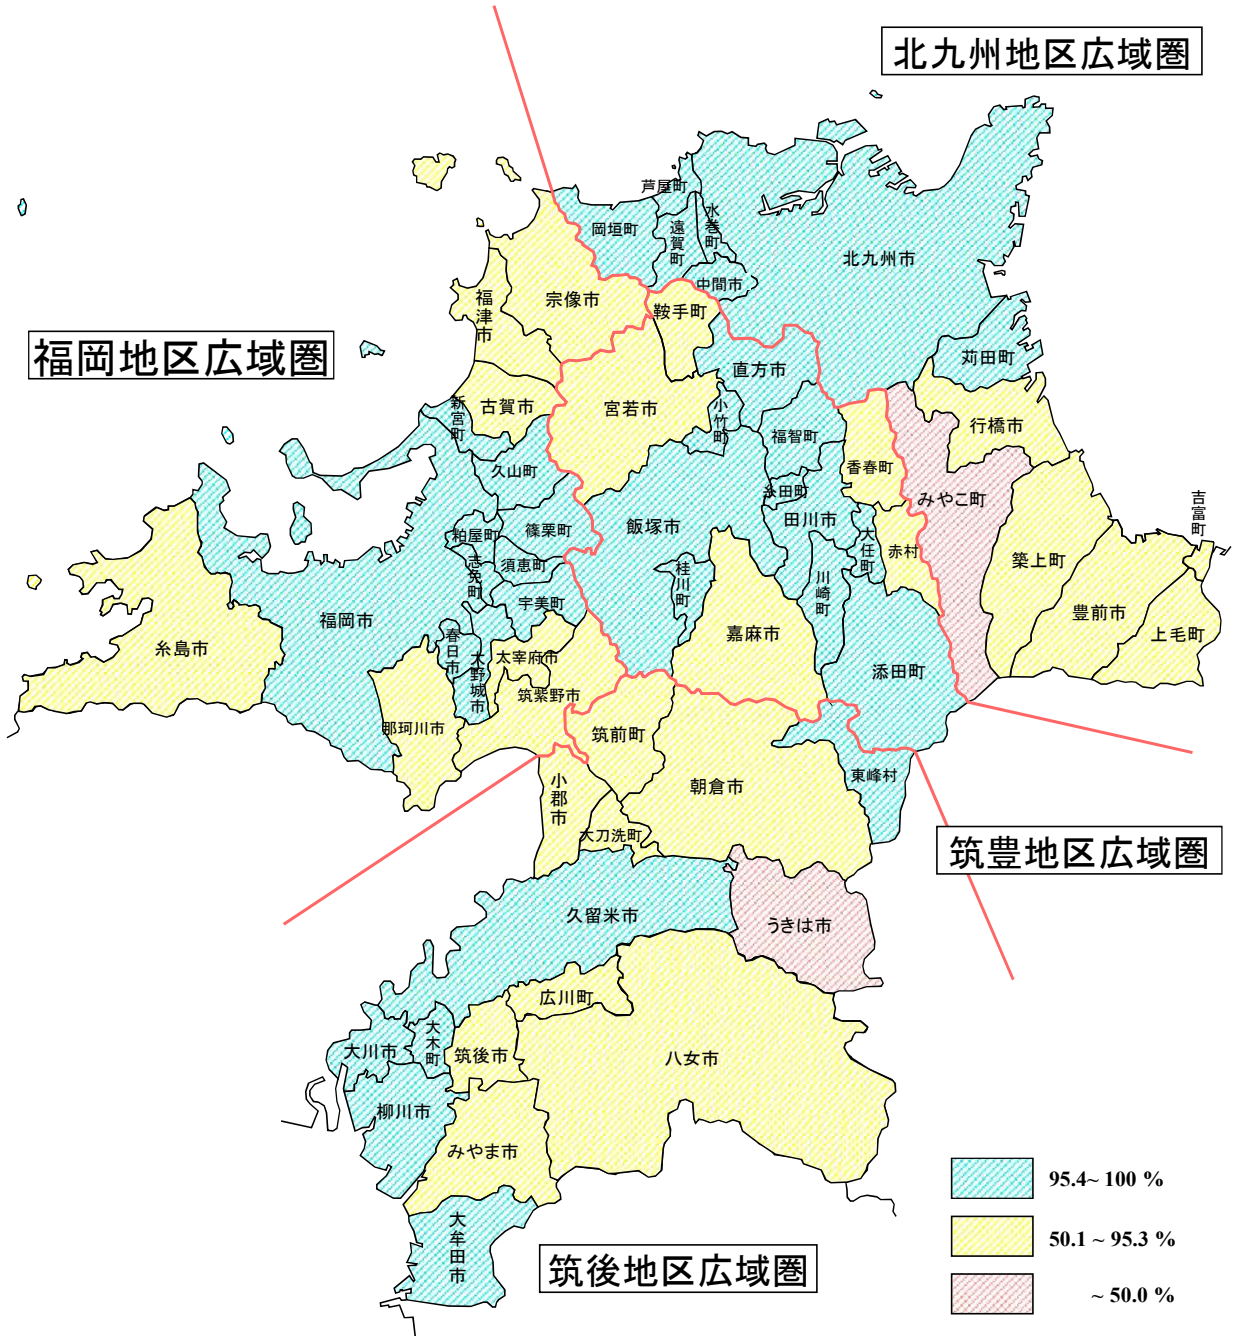 北九州地区広域圏
芦屋町
岡垣町
遠賀町
水巻町
北九州市
中間市
宗像市
福津市
鞍手町
福岡地区広域圏
苅田町
直方市
新宮町
古賀市
宮若市
小竹町
行橋市
福智町
久山町
香春町
みやこ町
吉富町
糸田町
田川市
飯塚市
粕屋町
篠栗町
大任町
赤村
築上町
志免町
須恵町
桂川町
川崎町
宇美町
豊前市
福岡市
嘉麻市
上毛町
糸島市
春日市
大野城市
太宰府市
添田町
筑紫野市
那珂川市
筑前町
東峰村
朝倉市
小郡市
大刀洗町
筑豊地区広域圏
久留米市
うきは市
広川町
大川市
大木町
筑後市
八女市
柳川市
みやま市
大牟田市
筑後地区広域圏
95.4~ 100 %
50.1 ~ 95.3 %
~ 50.0 %